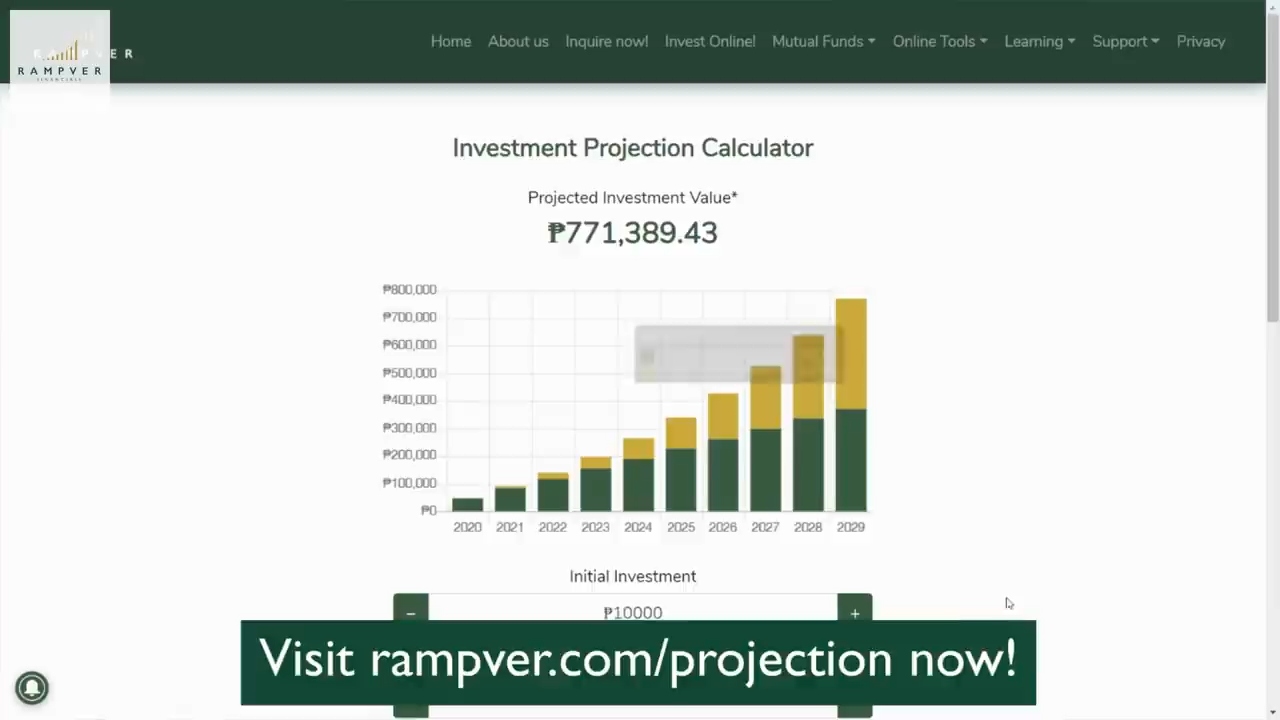 RAMPVER
Home About us Inquire now! Invest Online! Mutual Funds Online Tools Learning Support Privacy
Investment Projection Calculator
Projected Investment Value*
₱771,389.43
₱800,000
₱700,000
₱600,000
₱500,000
₱400,000
₱300,000
₱200,000
₱100,000
₱0
2020 2021 2022 2023 2024 2025 2026 2027 2028 2029
Initial Investment
- ₱10000 +
Visit rampver.com/projection now!